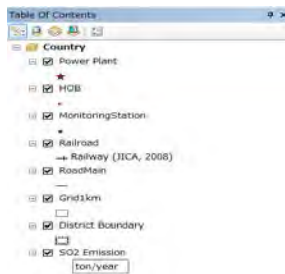 Table Of Contents
Country
Power Plant
HOB
MonitoringStation
Railroad
Railway (JICA, 2008)
RoadMain
Grid1km
District Boundary
SO2 Emission
ton/year